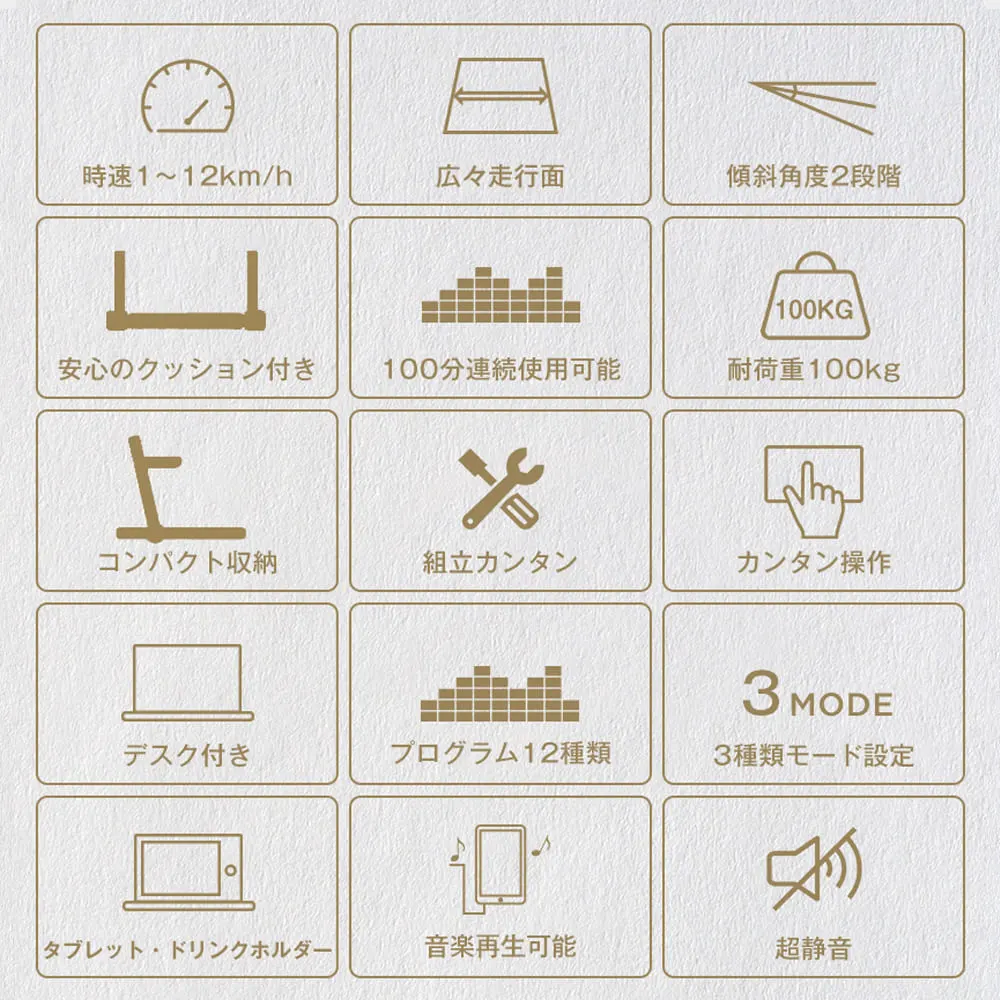 時速1〜12km/h
広々走行面
傾斜角度2段階
安心のクッション付き
100分連続使用可能
100KG
耐荷重100kg
コンパクト収納
組立カンタン
カンタン操作
デスク付き
プログラム12種類
3 MODE
3種類モード設定
タブレット・ドリンクホルダー
音楽再生可能
超静音